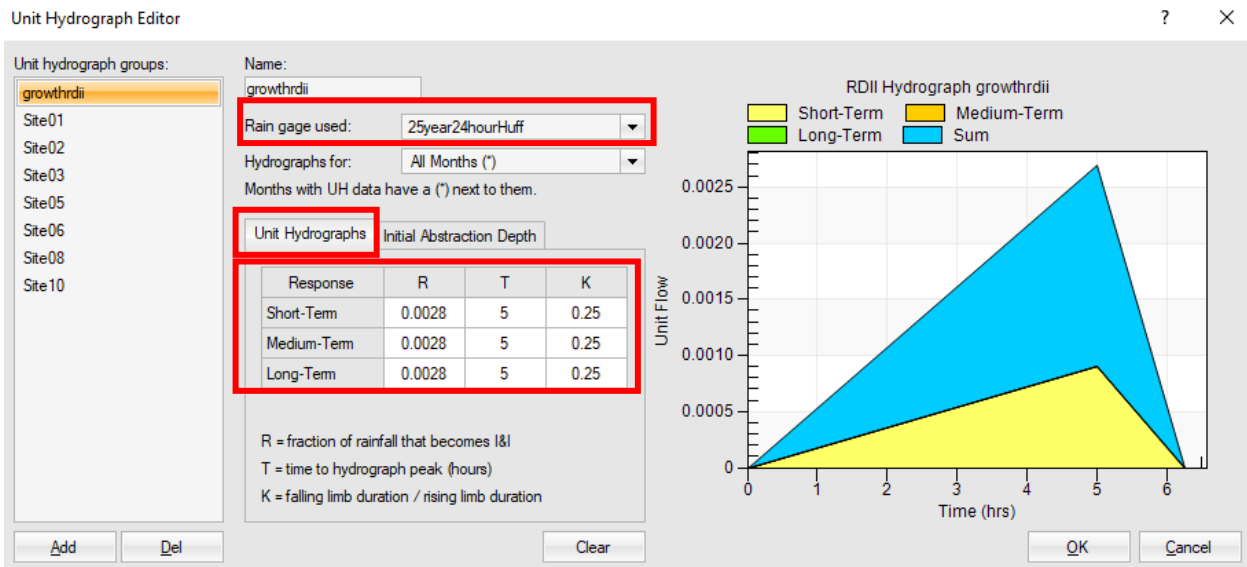 Unit Hydrograph Editor ? ×
Unit hydrograph groups:
growthrdii
Site01
Site02
Site03
Site05
Site06
Site08
Site10
Add Del
Name:
growthrdii
Rain gage used: 25year24hourHuff
Hydrographs for: All Months (*)
Months with UH data have a (*) next to them.
Unit Hydrographs Initial Abstraction Depth
Response R T K
Short-Term 0.0028 5 0.25
Medium-Term 0.0028 5 0.25
Long-Term 0.0028 5 0.25
R = fraction of rainfall that becomes I&I
T = time to hydrograph peak (hours)
K = falling limb duration / rising limb duration
Clear
RDII Hydrograph growthrdii
Short-Term Medium-Term
Long-Term Sum
Unit Flow
0.0025
0.0020
0.0015
0.0010
0.0005
0
0 1 2 3 4 5 6
Time (hrs)
OK Cancel